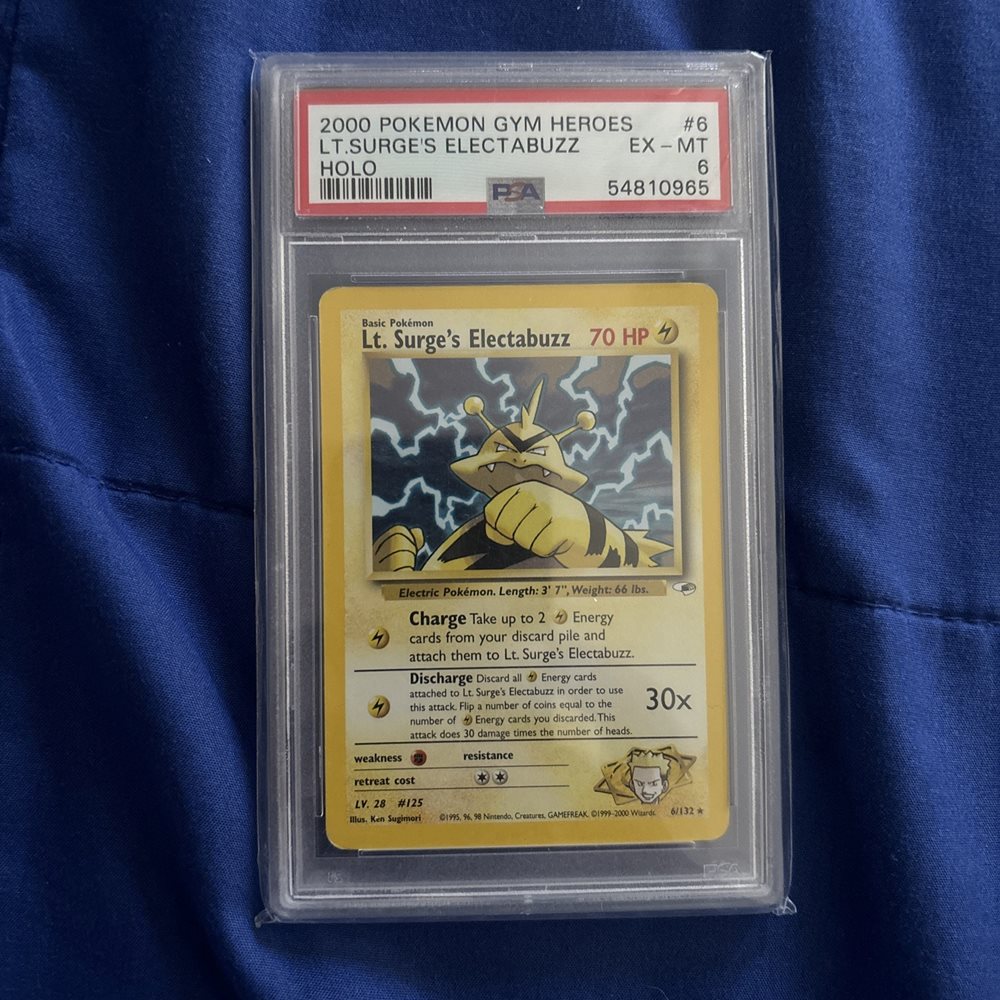 2000 POKEMON GYM HEROES #6
LT.SURGE'S ELECTABUZZ EX - MT
HOLO 6
PSA 54810965
Basic Pokémon
Lt. Surge's Electabuzz 70 HP
Electric Pokémon. Length: 3' 7", Weight: 66 lbs.
Charge Take up to 2 Energy
cards from your discard pile and
attach them to Lt. Surge's Electabuzz.
Discharge Discard all Energy cards
attached to Lt. Surge's Electabuzz in order to use
this attack. Flip a number of coins equal to the
number of Energy cards you discarded. This
attack does 30 damage times the number of heads.
30x
weakness resistance
retreat cost
LV. 28 #125
Illus. Ken Sugimori ©1995, 96, 98 Nintendo, Creatures, GAMEFREAK. ©1999-2000 Wizards. 6/132 ★
PSA